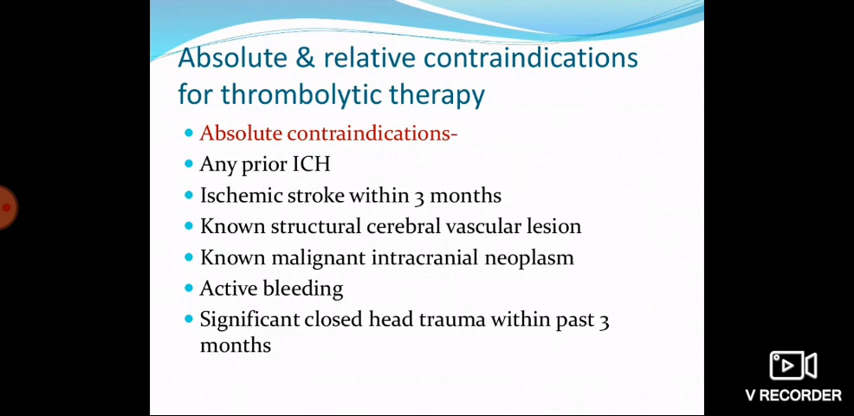 Absolute & relative contraindications
for thrombolytic therapy
Absolute contraindications-
Any prior ICH
Ischemic stroke within 3 months
Known structural cerebral vascular lesion
Known malignant intracranial neoplasm
Active bleeding
Significant closed head trauma within past 3
months
V RECORDER